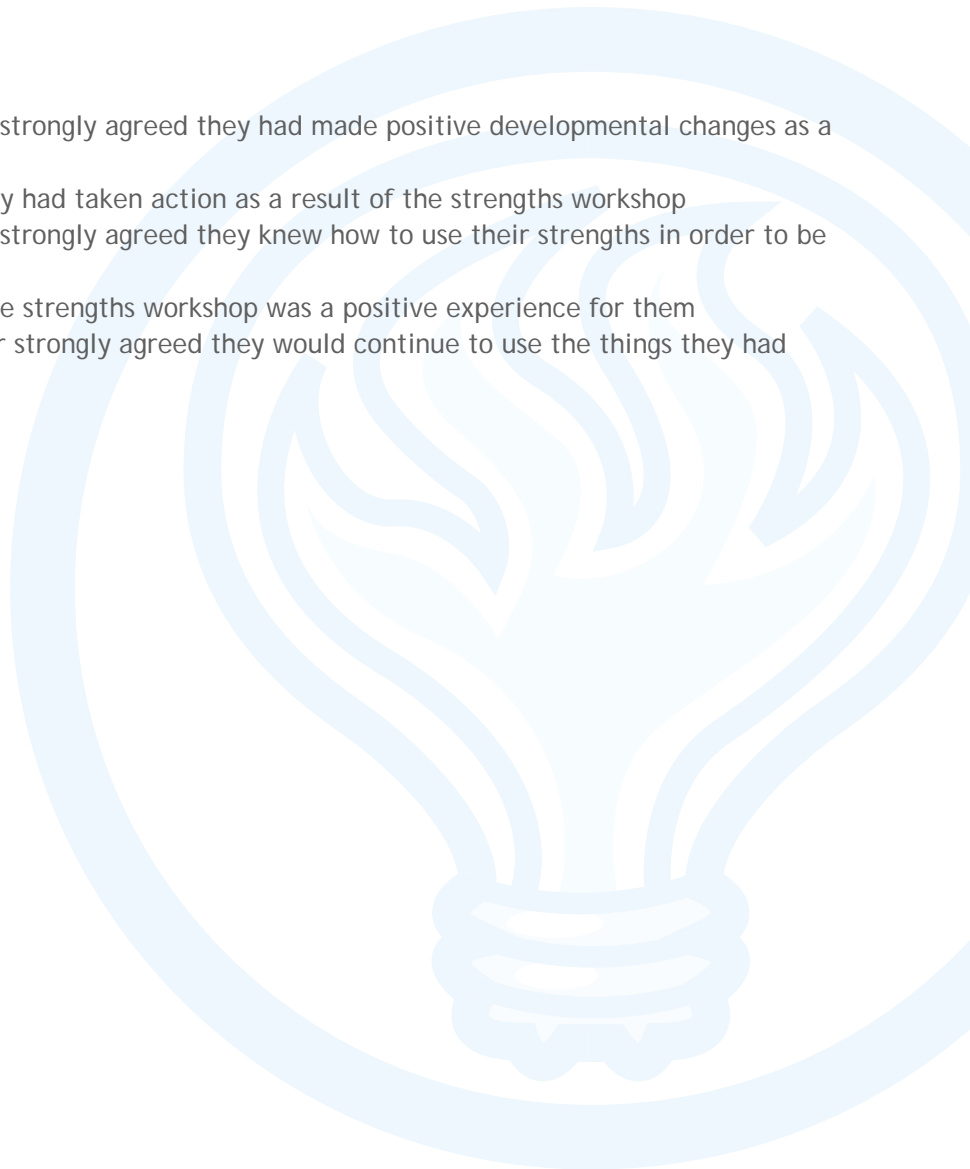 strongly agreed they had made positive developmental changes as a
y had taken action as a result of the strengths workshop
strongly agreed they knew how to use their strengths in order to be
e strengths workshop was a positive experience for them
r strongly agreed they would continue to use the things they had